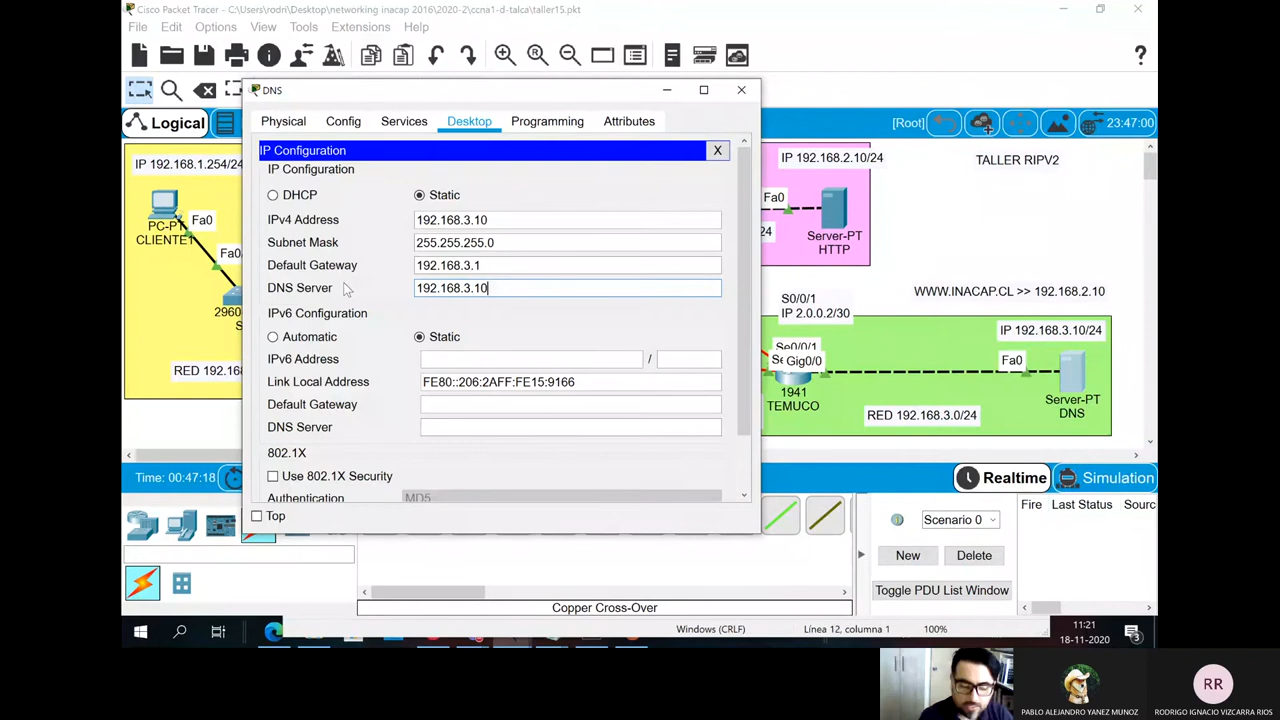 Cisco Packet Tracer - C:\Users\rodri\Desktop\networking inacap 2016\2020-2\ccna1-d-talca\taller15.pkt
File Edit Options View Tools Extensions Help
Logical
[Root]
23:47:00
DNS
Physical Config Services Desktop Programming Attributes
IP Configuration
X
IP Configuration
DHCP
Static
IPv4 Address
192.168.3.10
Subnet Mask
255.255.255.0
Default Gateway
192.168.3.1
DNS Server
192.168.3.10
IPv6 Configuration
Automatic
Static
IPv6 Address
/
Link Local Address
FE80::206:2AFF:FE15:9166
Default Gateway
DNS Server
802.1X
Use 802.1X Security
Authentication
MD5
Top
IP 192.168.1.254/24
PC-PT
CLIENTE1
Fa0
Fa0/
2960
S
RED 192.168
IP 192.168.2.10/24
Fa0
24
Server-PT
HTTP
TALLER RIPV2
WWW.INACAP.CL >> 192.168.2.10
S0/0/1
IP 2.0.0.2/30
IP 192.168.3.10/24
Se0/0/1
Se
Gig0/0
1941
TEMUCO
Fa0
Server-PT
DNS
RED 192.168.3.0/24
Time: 00:47:18
Realtime
Simulation
Scenario 0
New
Delete
Toggle PDU List Window
Fire Last Status Sourc
Copper Cross-Over
Windows (CRLF)
Línea 12, columna 1
100%
11:21
18-11-2020
3
PABLO ALEJANDRO YANEZ MUNOZ
RR
RODRIGO IGNACIO VIZCARRA RIOS